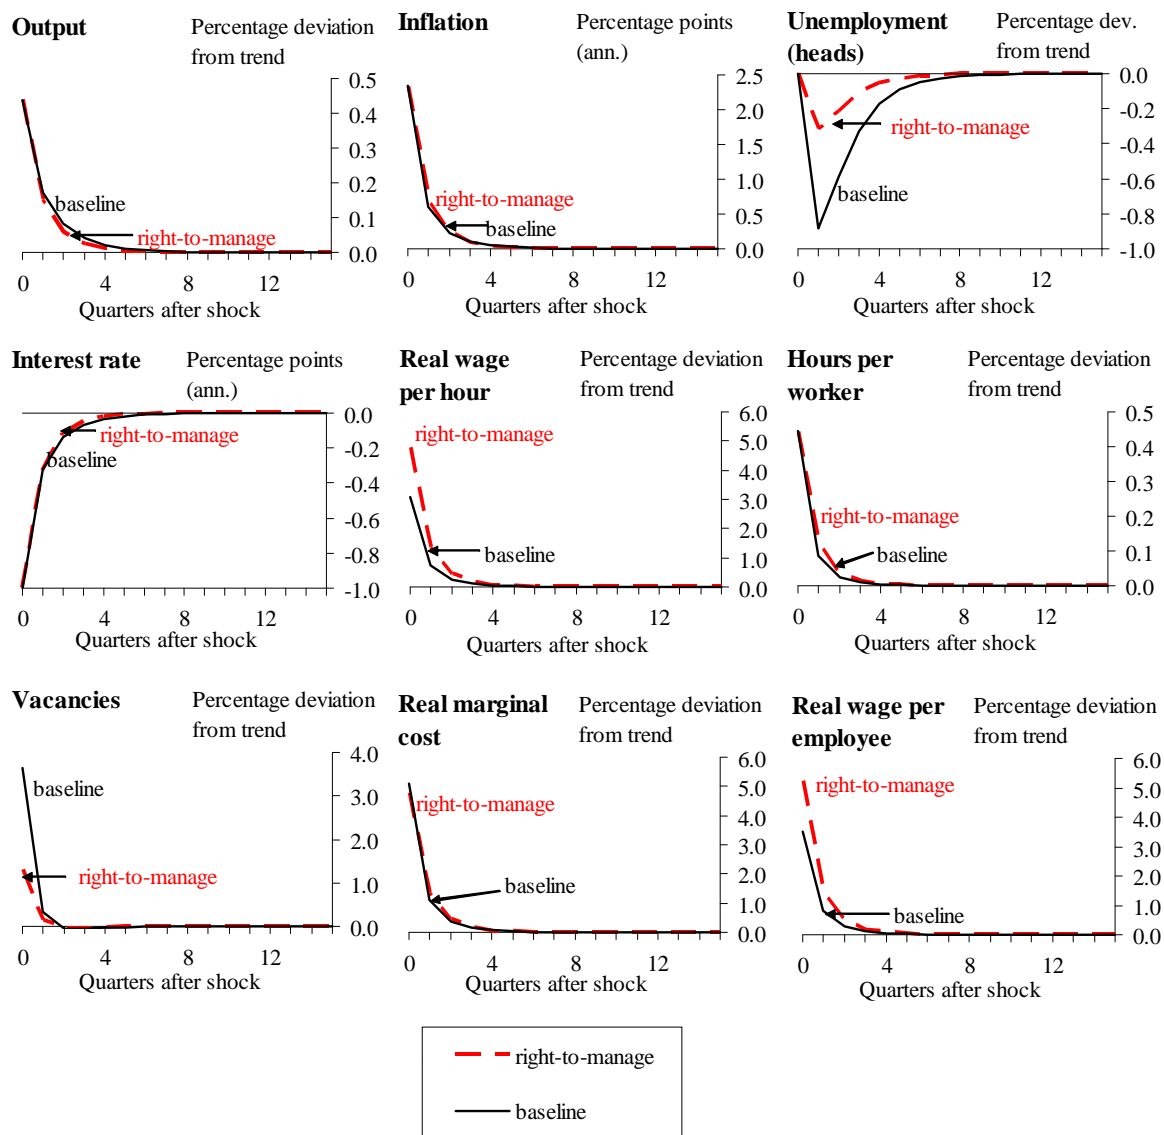 Output
Percentage deviation
from trend
0.5
0.4
0.3
0.2
0.1
0.0
baseline
right-to-manage
0 4 8 12
Quarters after shock
Inflation
Percentage points
(ann.)
2.5
2.0
1.5
1.0
0.5
0.0
right-to-manage
baseline
0 4 8 12
Quarters after shock
Unemployment
(heads)
Percentage dev.
from trend
0.0
-0.2
-0.4
-0.6
-0.8
-1.0
right-to-manage
baseline
0 4 8 12
Quarters after shock
Interest rate
Percentage points
(ann.)
0.0
-0.2
-0.4
-0.6
-0.8
-1.0
right-to-manage
baseline
0 4 8 12
Quarters after shock
Real wage
per hour
Percentage deviation
from trend
6.0
5.0
4.0
3.0
2.0
1.0
0.0
right-to-manage
baseline
0 4 8 12
Quarters after shock
Hours per
worker
Percentage deviation
from trend
0.5
0.4
0.3
0.2
0.1
0.0
right-to-manage
baseline
0 4 8 12
Quarters after shock
Vacancies
Percentage deviation
from trend
4.0
3.0
2.0
1.0
0.0
baseline
right-to-manage
0 4 8 12
Quarters after shock
Real marginal
cost
Percentage deviation
from trend
6.0
5.0
4.0
3.0
2.0
1.0
0.0
right-to-manage
baseline
0 4 8 12
Quarters after shock
Real wage per
employee
Percentage deviation
from trend
6.0
5.0
4.0
3.0
2.0
1.0
0.0
right-to-manage
baseline
0 4 8 12
Quarters after shock
right-to-manage
baseline